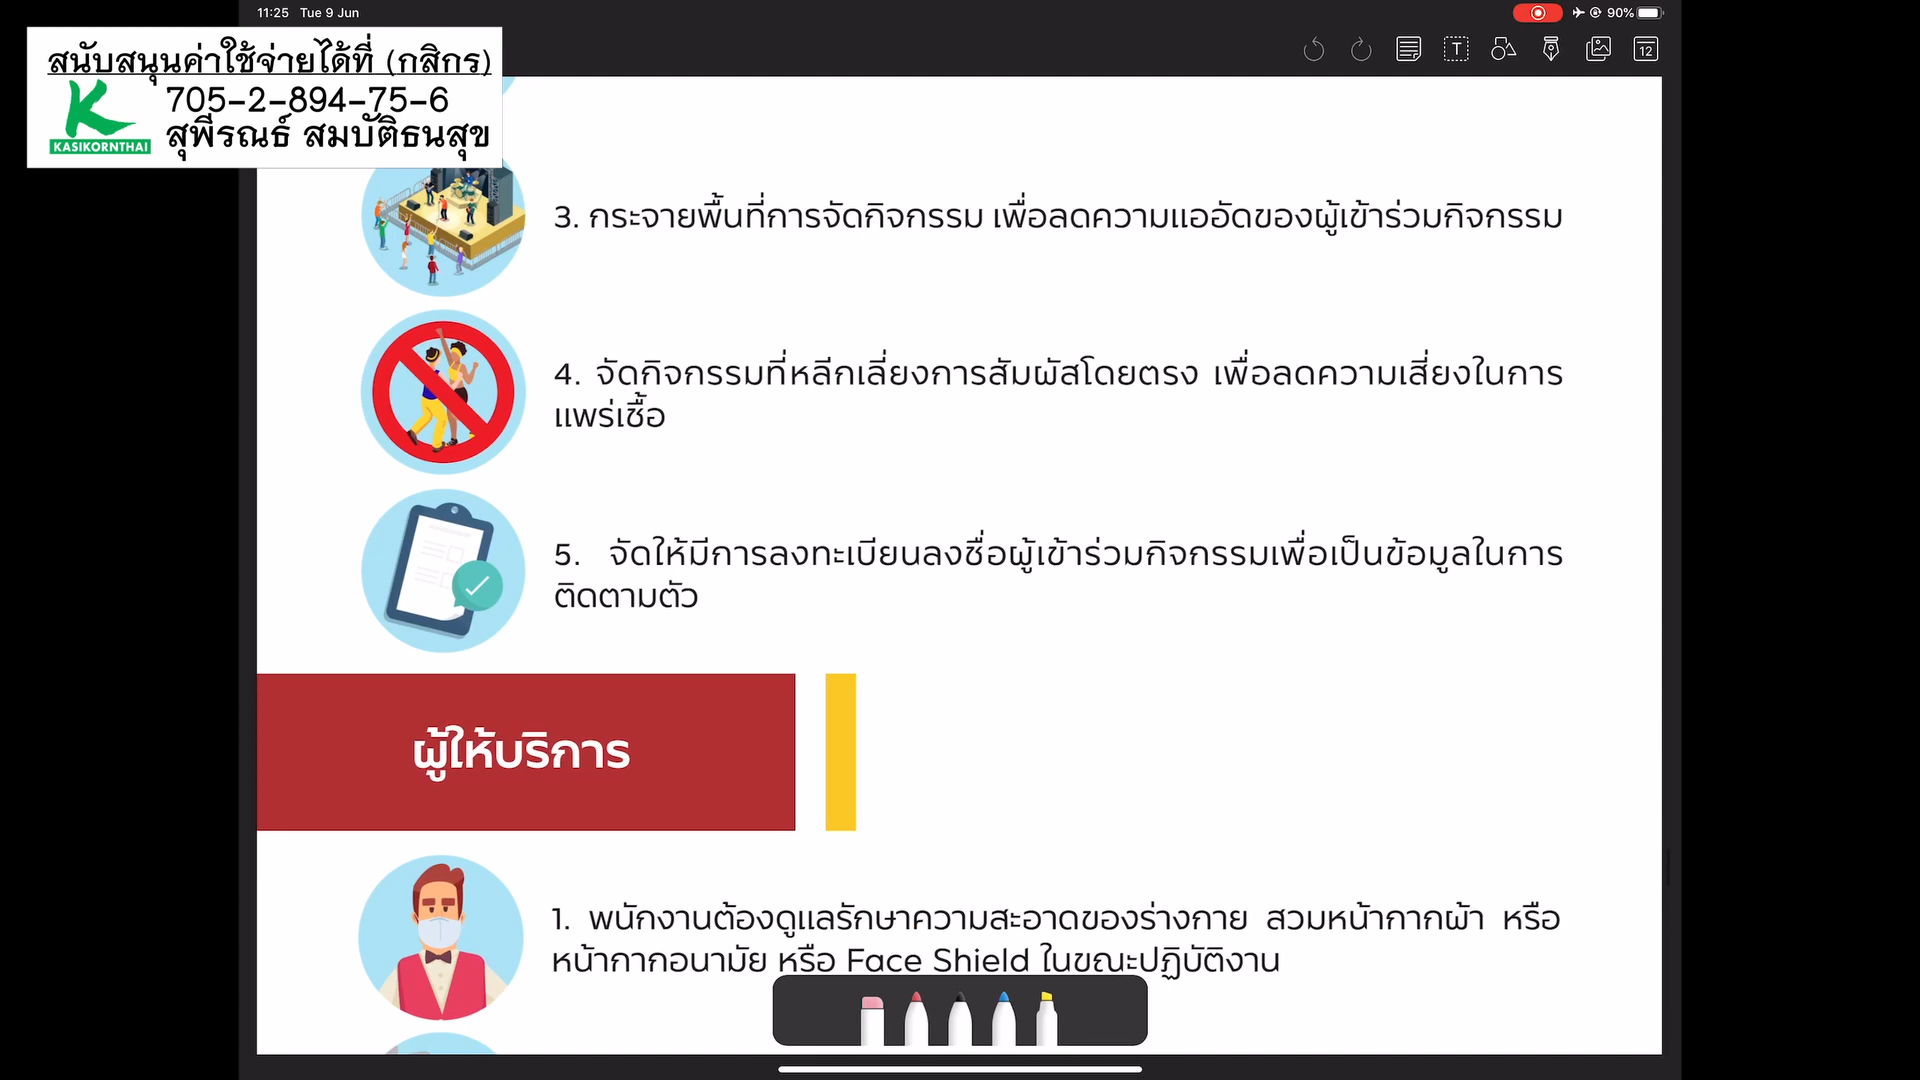 11:25 Tue 9 Jun
90%
สนับสนุนค่าใช้จ่ายได้ที่ (กสิกร)
705-2-894-75-6
สุพีรณธ์ สมบัติธนสุข
KASIKORNTHAI
T
12
3. กระจายพื้นที่การจัดกิจกรรม เพื่อลดความแออัดของผู้เข้าร่วมกิจกรรม
4. จัดกิจกรรมที่หลีกเลี่ยงการสัมผัสโดยตรง เพื่อลดความเสี่ยงในการ
แพร่เชื้อ
5. จัดให้มีการลงทะเบียนลงชื่อผู้เข้าร่วมกิจกรรมเพื่อเป็นข้อมูลในการ
ติดตามตัว
ผู้ให้บริการ
1. พนักงานต้องดูแลรักษาความสะอาดของร่างกาย สวมหน้ากากผ้า หรือ
หน้ากากอนามัย หรือ Face Shield ในขณะปฏิบัติงาน